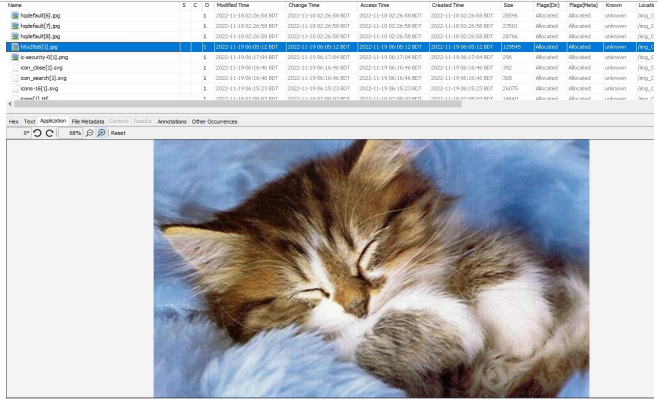 Name S C O Modified Time Change Time Access Time Created Time Size Flags(Dir) Flags(Meta) Known Locati
hqdefault[6].jpg 1 2022-11-18 02:26:58 BDT 2022-11-18 02:26:58 BDT 2022-11-18 02:26:58 BDT 2022-11-18 02:26:58 BDT 28596 Allocated Allocated unknown /img_C
hqdefault[7].jpg 1 2022-11-18 02:26:58 BDT 2022-11-18 02:26:58 BDT 2022-11-18 02:26:58 BDT 2022-11-18 02:26:58 BDT 23501 Allocated Allocated unknown /img_C
hqdefault[8].jpg 1 2022-11-18 02:26:58 BDT 2022-11-18 02:26:58 BDT 2022-11-18 02:26:58 BDT 2022-11-18 02:26:58 BDT 28766 Allocated Allocated unknown /img_C
1 2022-11-19 06:05:12 BDT 2022-11-19 06:05:12 BDT 2022-11-19 06:05:12 BDT 2022-11-19 06:05:12 BDT 129545 Allocated Allocated unknown /img_C
ic-security-0[1].png 1 2022-11-19 06:17:04 BDT 2022-11-19 06:17:04 BDT 2022-11-19 06:17:04 BDT 2022-11-19 06:17:04 BDT 296 Allocated Allocated unknown /img_C
icon_close[1].svg 1 2022-11-19 06:16:46 BDT 2022-11-19 06:16:46 BDT 2022-11-19 06:16:46 BDT 2022-11-19 06:16:46 BDT 392 Allocated Allocated unknown /img_C
icon_search[1].svg 1 2022-11-19 06:16:46 BDT 2022-11-19 06:16:46 BDT 2022-11-19 06:16:46 BDT 2022-11-19 06:16:46 BDT 308 Allocated Allocated unknown /img_C
icons-16[1].svg 1 2022-11-19 06:15:23 BDT 2022-11-19 06:15:23 BDT 2022-11-19 06:15:23 BDT 2022-11-19 06:15:23 BDT 26075 Allocated Allocated unknown /img_C
Hex Text Application File Metadata Context Results Annotations Other Occurrences
0° 68% Reset